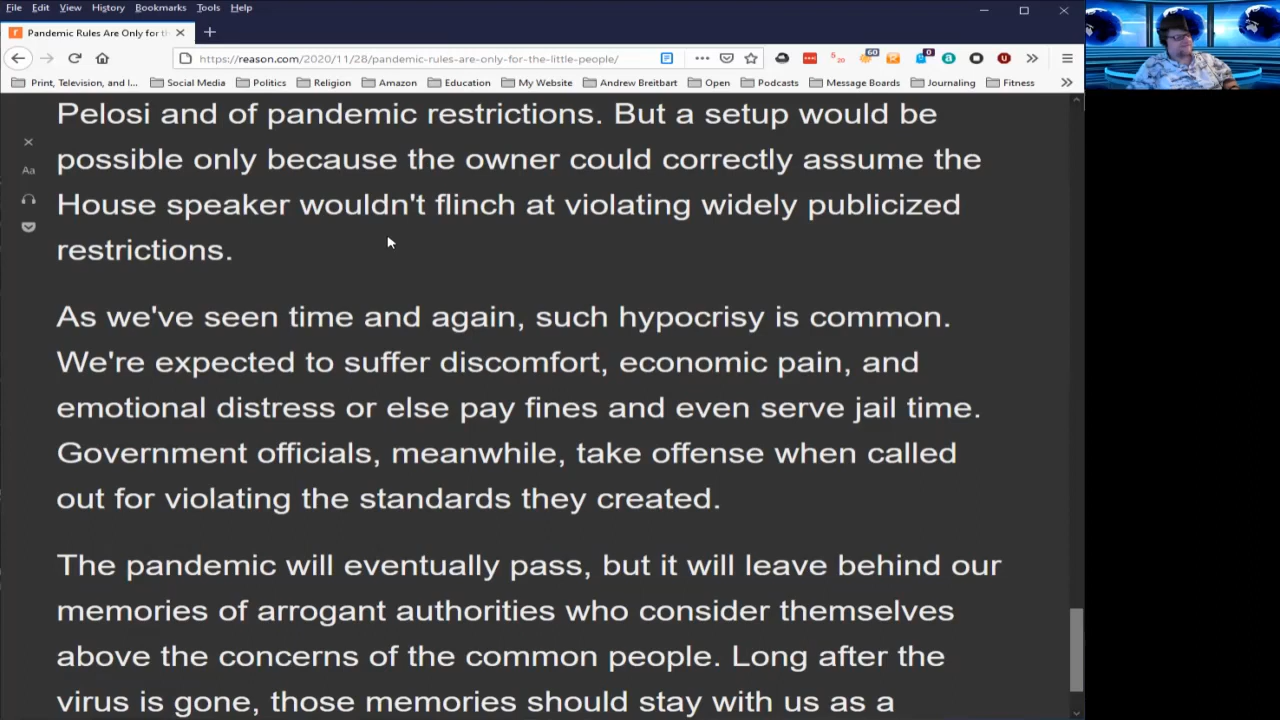 File Edit View History Bookmarks Tools Help
Pandemic Rules Are Only for th
https://reason.com/2020/11/28/pandemic-rules-are-only-for-the-little-people/
60
0
5
20
Print, Television, and I... Social Media Politics Religion Amazon Education My Website Andrew Breitbart Open Podcasts Message Boards Journaling Fitness
Pelosi and of pandemic restrictions. But a setup would be
possible only because the owner could correctly assume the
Aa
House speaker wouldn't flinch at violating widely publicized
restrictions.
As we've seen time and again, such hypocrisy is common.
We're expected to suffer discomfort, economic pain, and
emotional distress or else pay fines and even serve jail time.
Government officials, meanwhile, take offense when called
out for violating the standards they created.
The pandemic will eventually pass, but it will leave behind our
memories of arrogant authorities who consider themselves
above the concerns of the common people. Long after the
virus is gone, those memories should stay with us as a